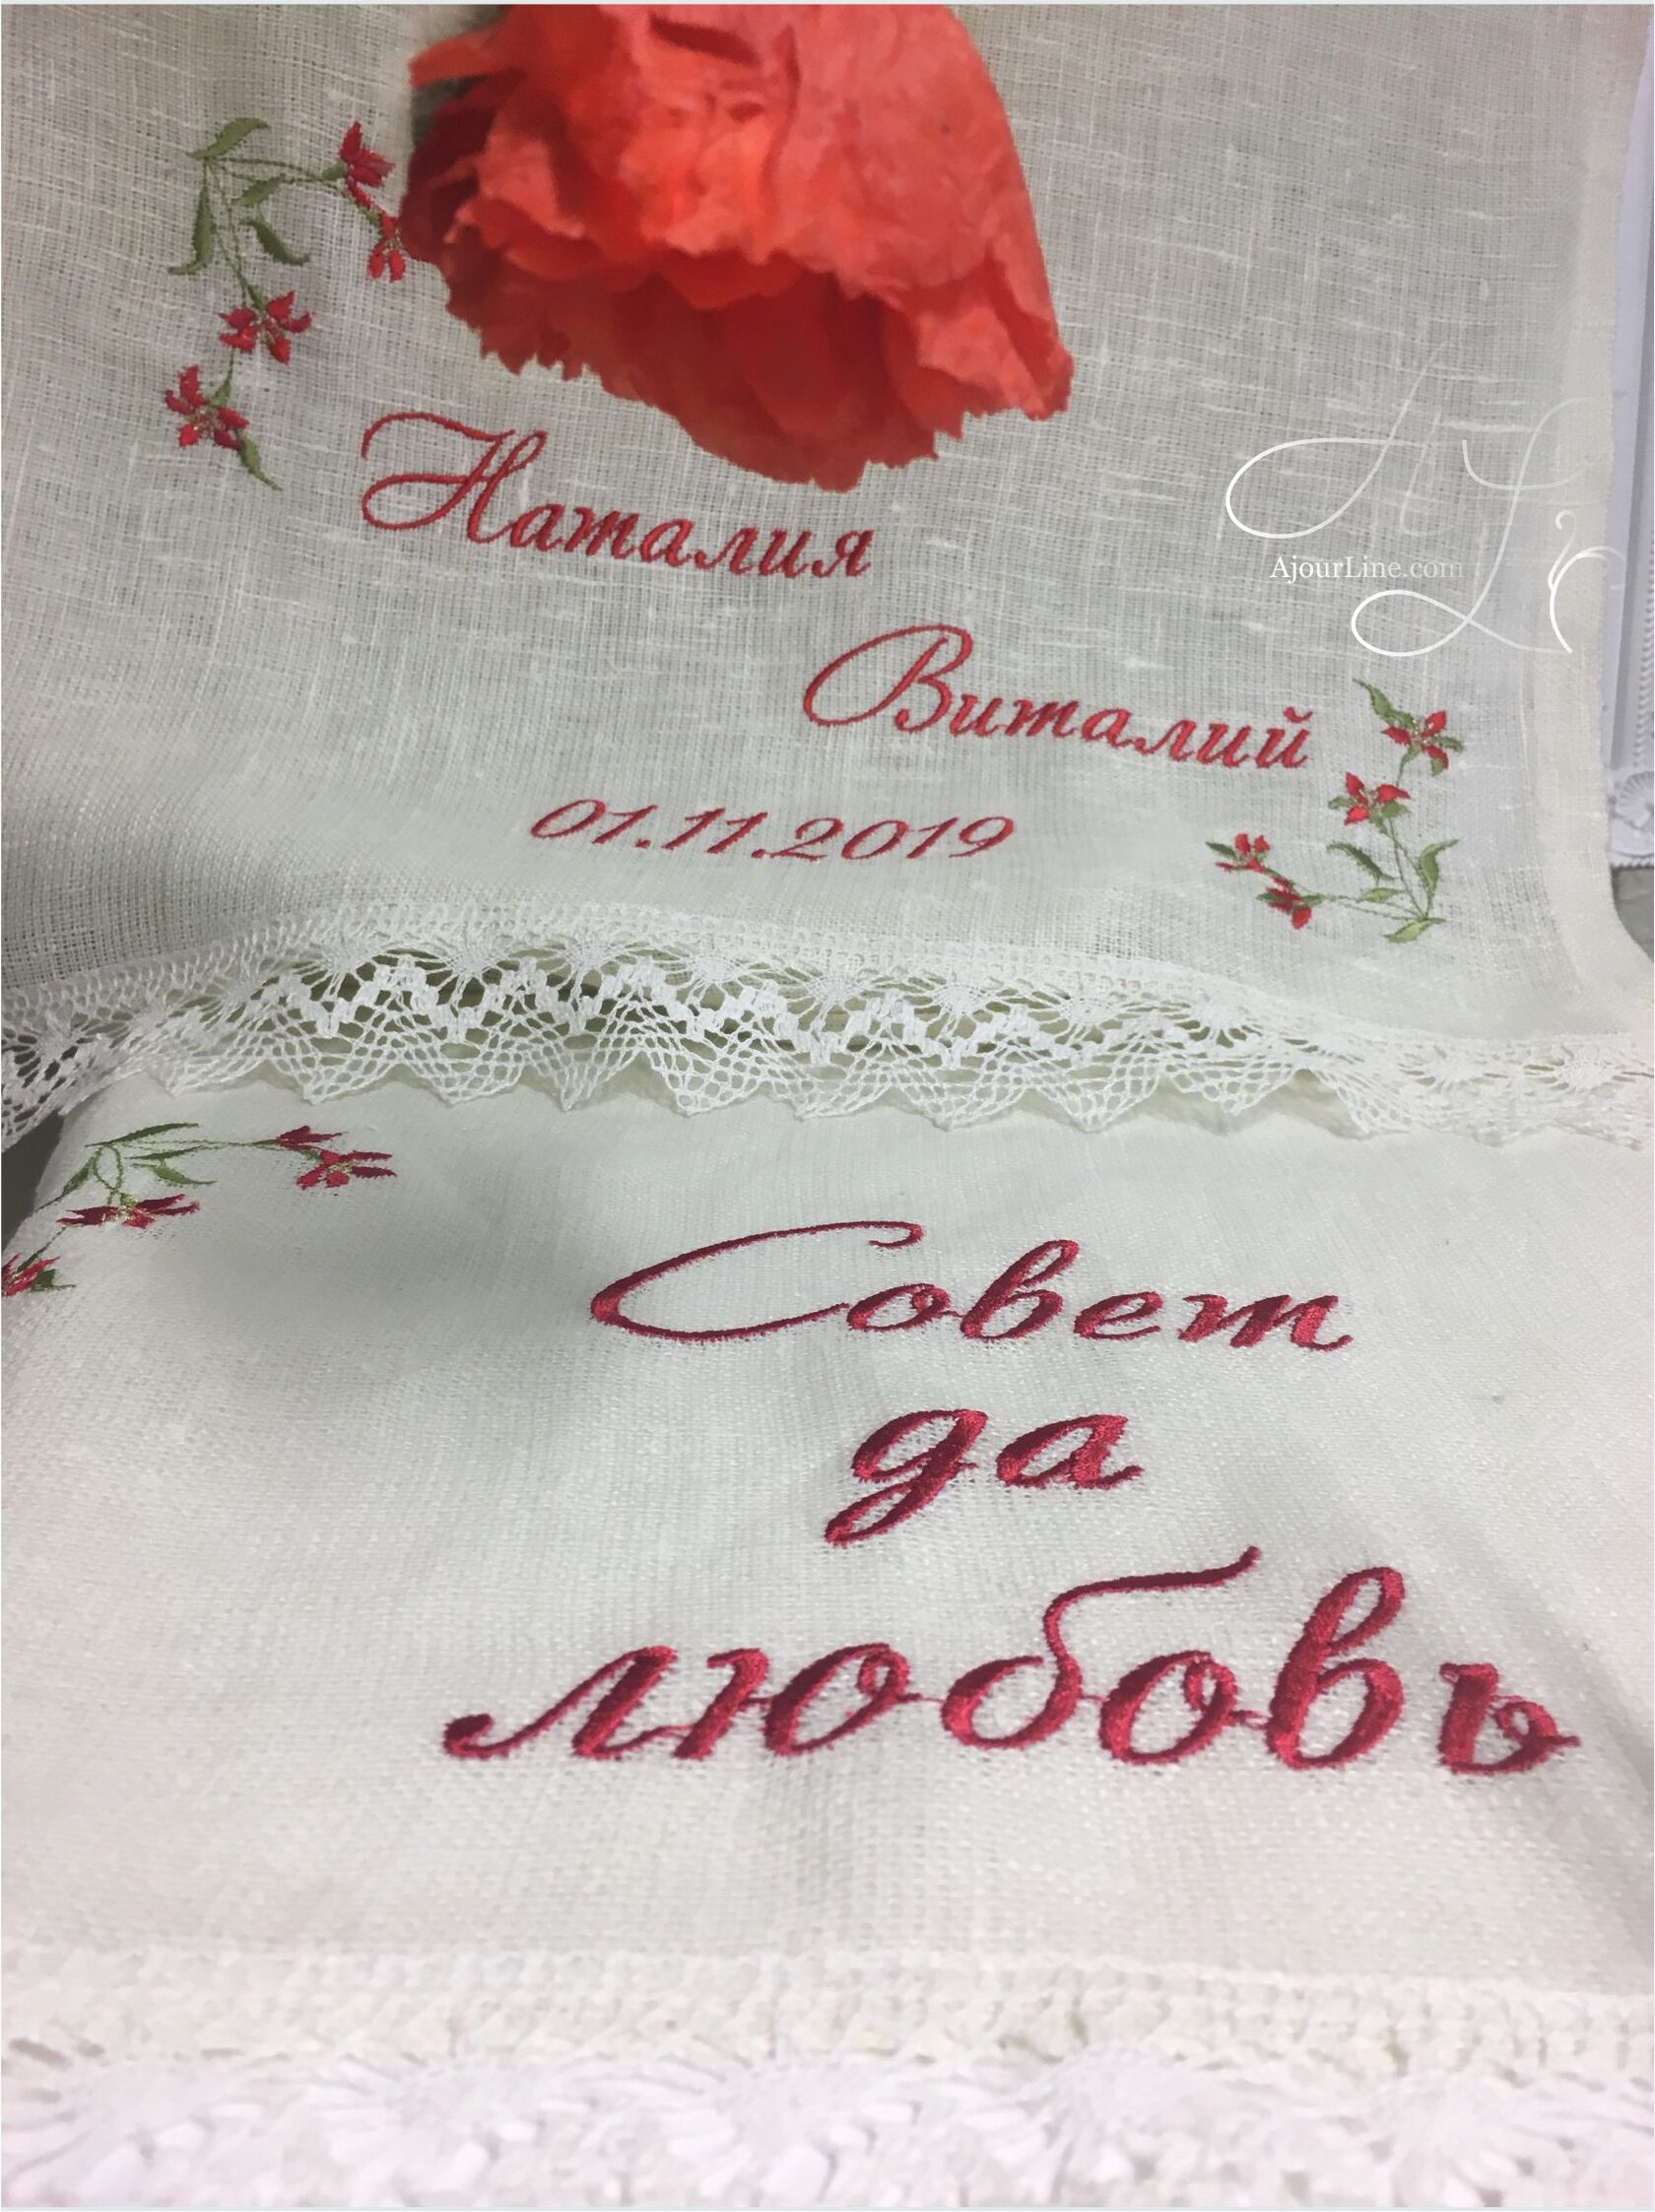 Наталия
AjourLine.com
Виталий
01.11.2019
Совет
да
любовь